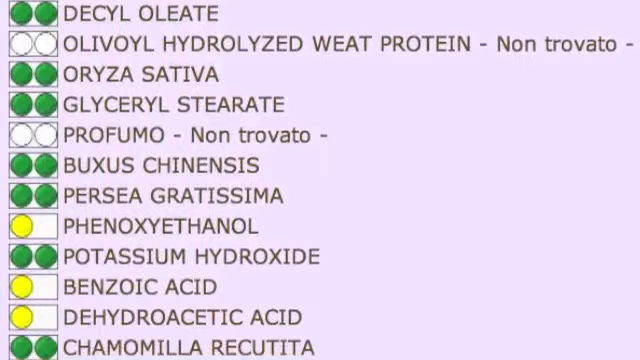 DECYL OLEATE
OLIVOYL HYDROLYZED WEAT PROTEIN - Non trovato -
ORYZA SATIVA
GLYCERYL STEARATE
PROFUMO - Non trovato -
BUXUS CHINENSIS
PERSEA GRATISSIMA
PHENOXYETHANOL
POTASSIUM HYDROXIDE
BENZOIC ACID
DEHYDROACETIC ACID
CHAMOMILLA RECUTITA